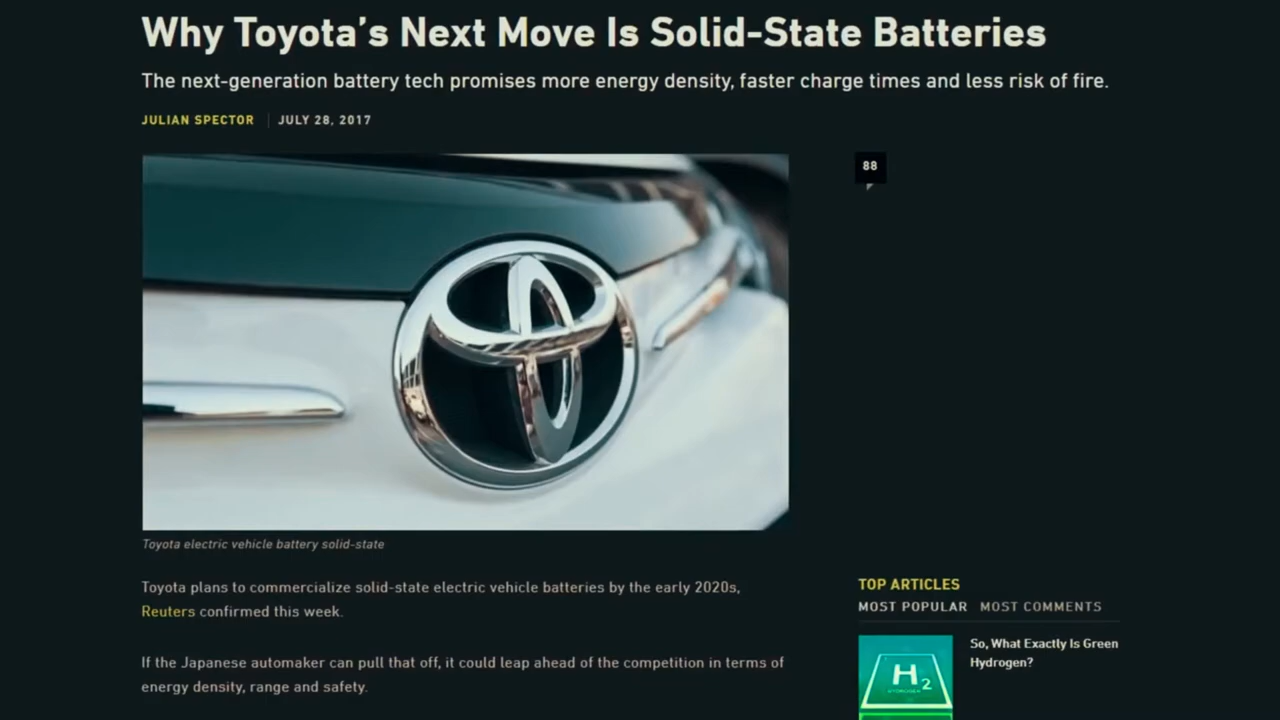 Why Toyota's Next Move Is Solid-State Batteries
The next-generation battery tech promises more energy density, faster charge times and less risk of fire.
JULIAN SPECTOR | JULY 28, 2017
88
Toyota electric vehicle battery solid-state
Toyota plans to commercialize solid-state electric vehicle batteries by the early 2020s,
Reuters confirmed this week.
If the Japanese automaker can pull that off, it could leap ahead of the competition in terms of
energy density, range and safety.
TOP ARTICLES
MOST POPULAR MOST COMMENTS
So, What Exactly Is Green
Hydrogen?
H2
HYDROGEN